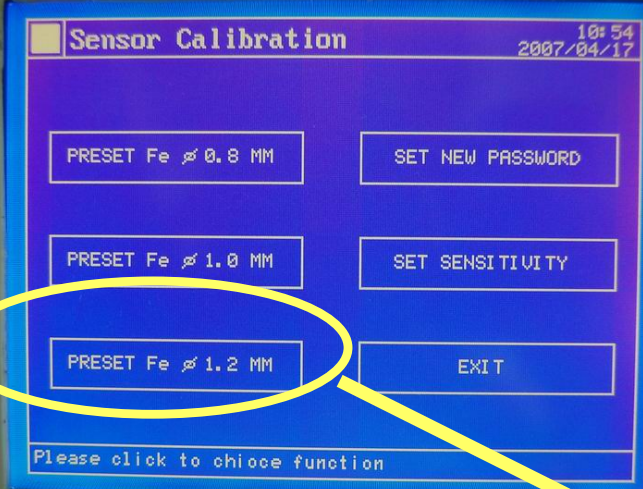 Sensor Calibration
10:54
2007/04/17
PRESET Fe ⌀ 0.8 MM
SET NEW PASSWORD
PRESET Fe ⌀ 1.0 MM
SET SENSITIVITY
PRESET Fe ⌀ 1.2 MM
EXIT
Please click to chioce function